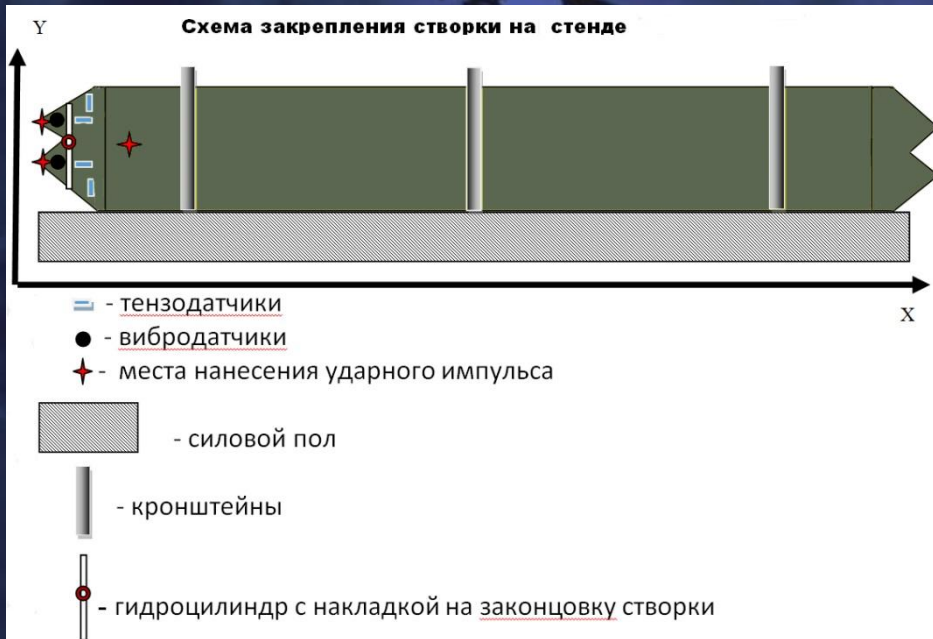 Y
Схема закрепления створки на стенде
X
- тензодатчики
- вибродатчики
- места нанесения ударного импульса
- силовой пол
- кронштейны
- гидроцилиндр с накладкой на законцовку створки